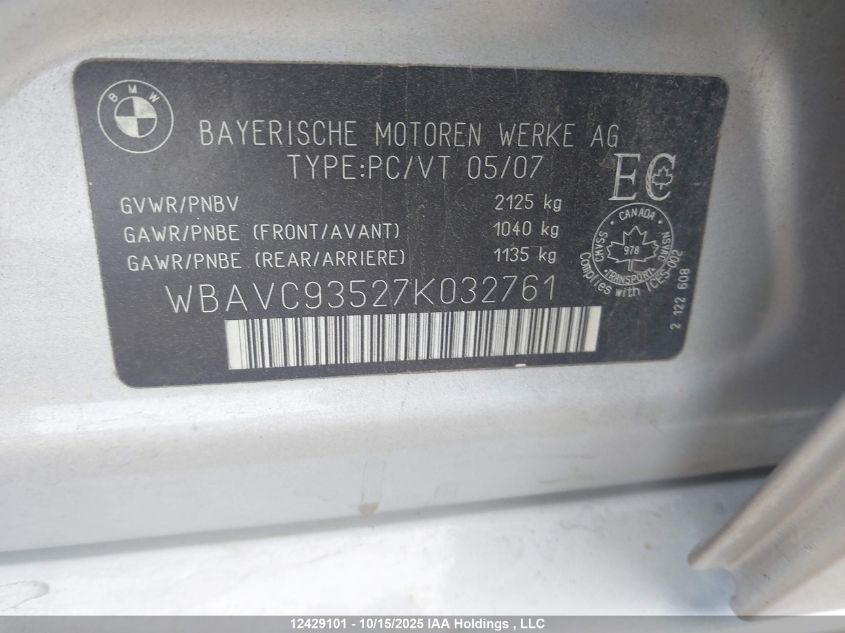 BMW
BAYERISCHE MOTOREN WERKE AG
TYPE:PC/VT 05/07
EC
GVWR/PNBV 2125 kg
GAWR/PNBE (FRONT/AVANT) 1040 kg
GAWR/PNBE (REAR/ARRIERE) 1135 kg
CANADA
CMVSS
NSVAC
978
TRANSPORT
Complies with ICES-002
2 122 608
WBAVC93527K032761
12429101 - 10/15/2025 IAA Holdings , LLC